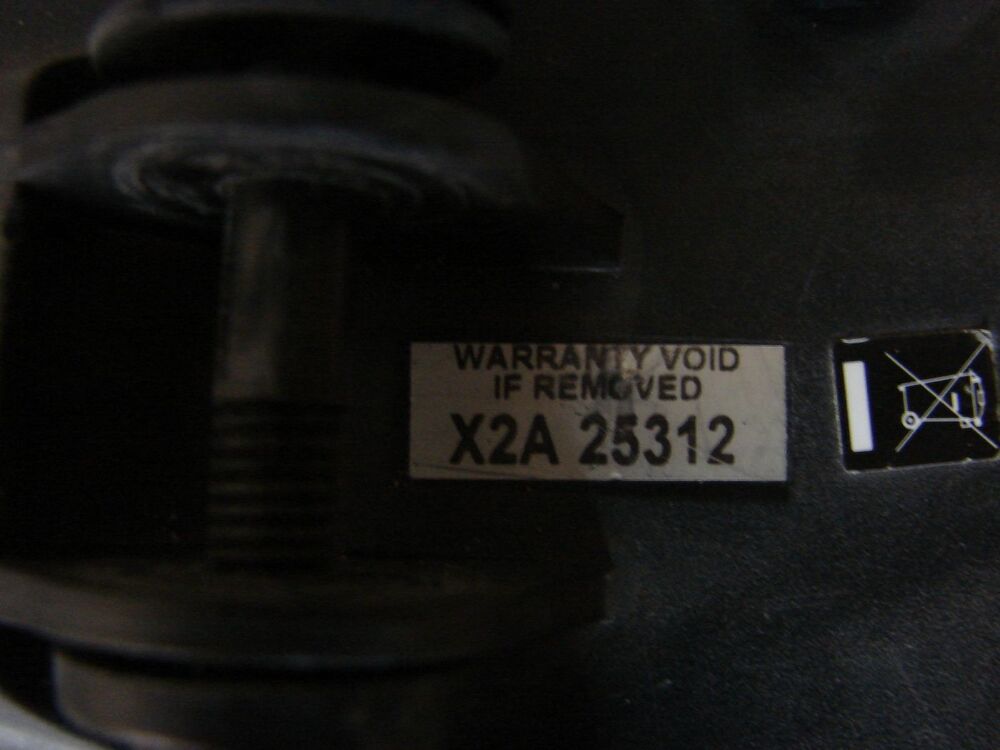 WARRANTY VOID
IF REMOVED
X2A 25312